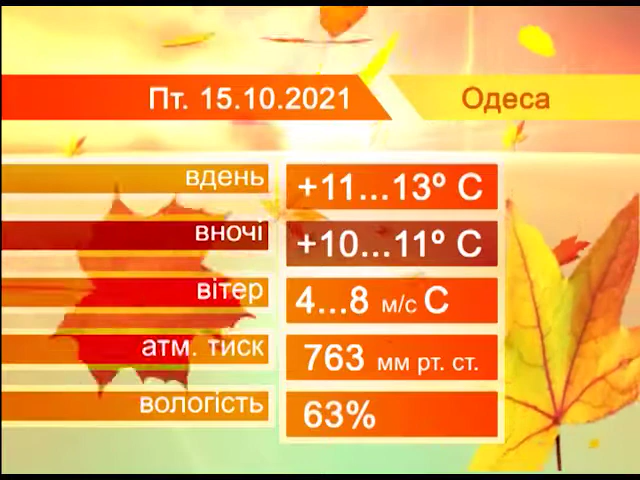 Пт. 15.10.2021
Одеса
вдень +11...13º С
вночі +10...11º С
вітер 4...8 м/с С
атм. тиск 763 мм рт. ст.
вологість 63%